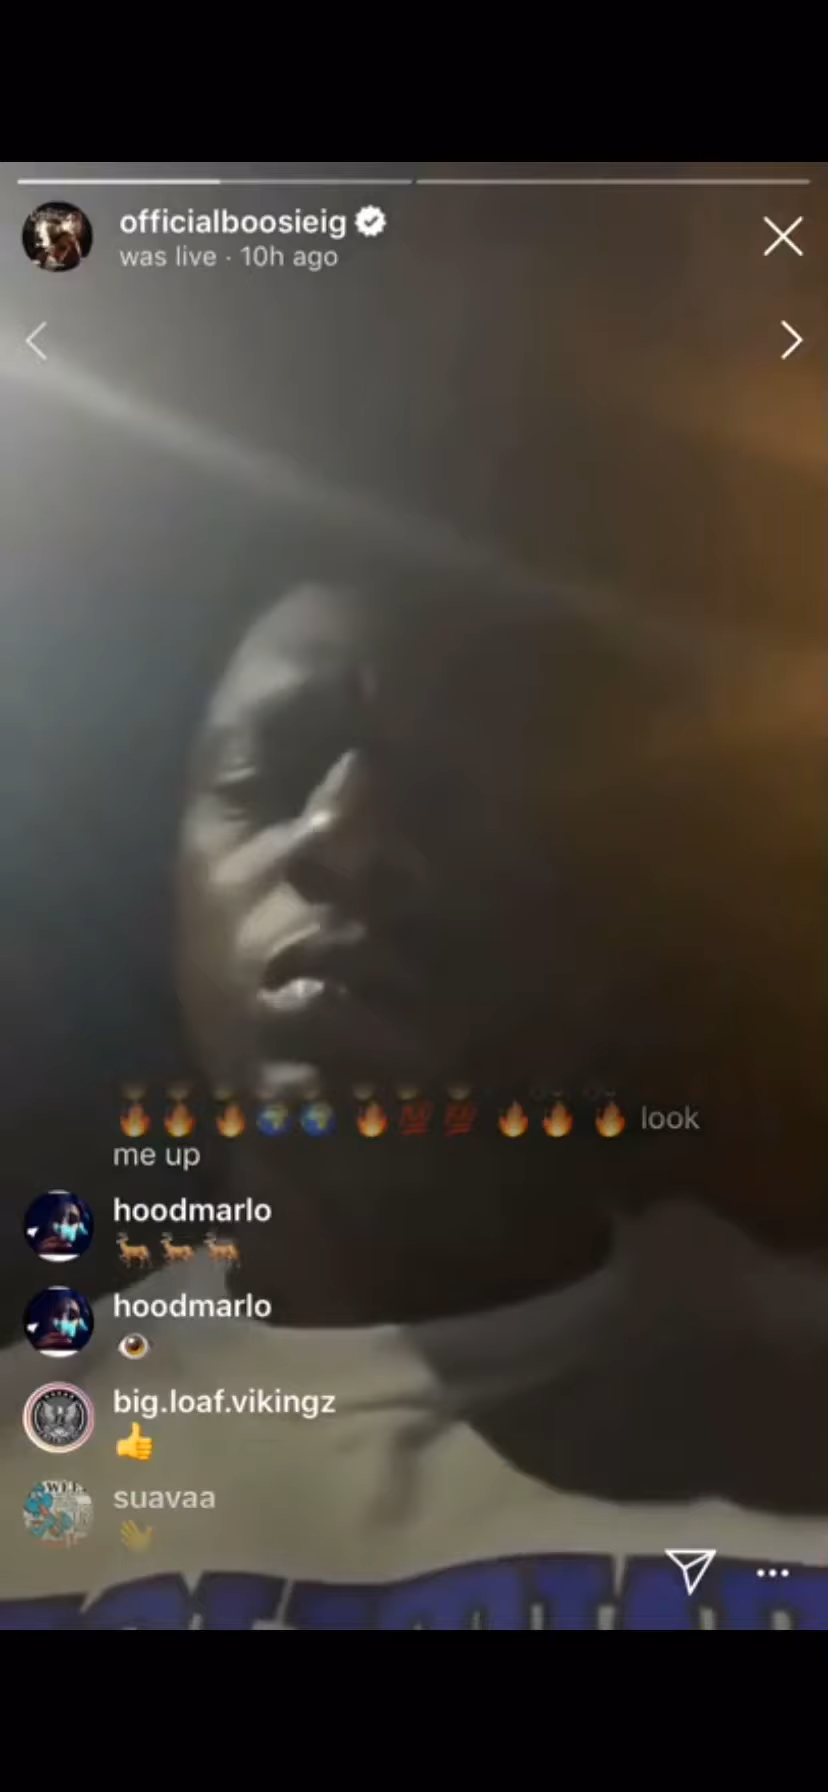 officialboosieig
was live · 10h ago
🔥🔥🔥🌍🌍🔥💯💯🔥🔥🔥 look
me up
hoodmarlo
🦌🦌🦌
hoodmarlo
👁️
big.loaf.vikingz
👍
suavaa
👋